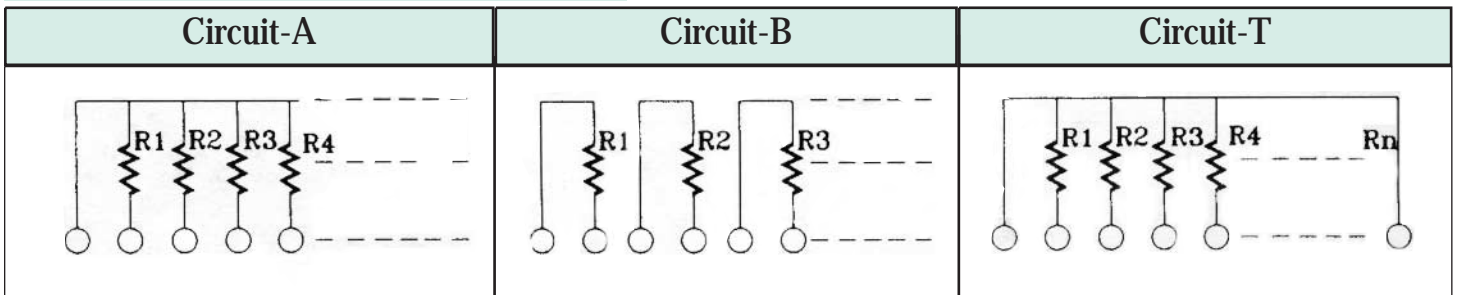 Circuit-A Circuit-B Circuit-T
R1 R2 R3 R4 R1 R2 R3 R1 R2 R3 R4 Rn